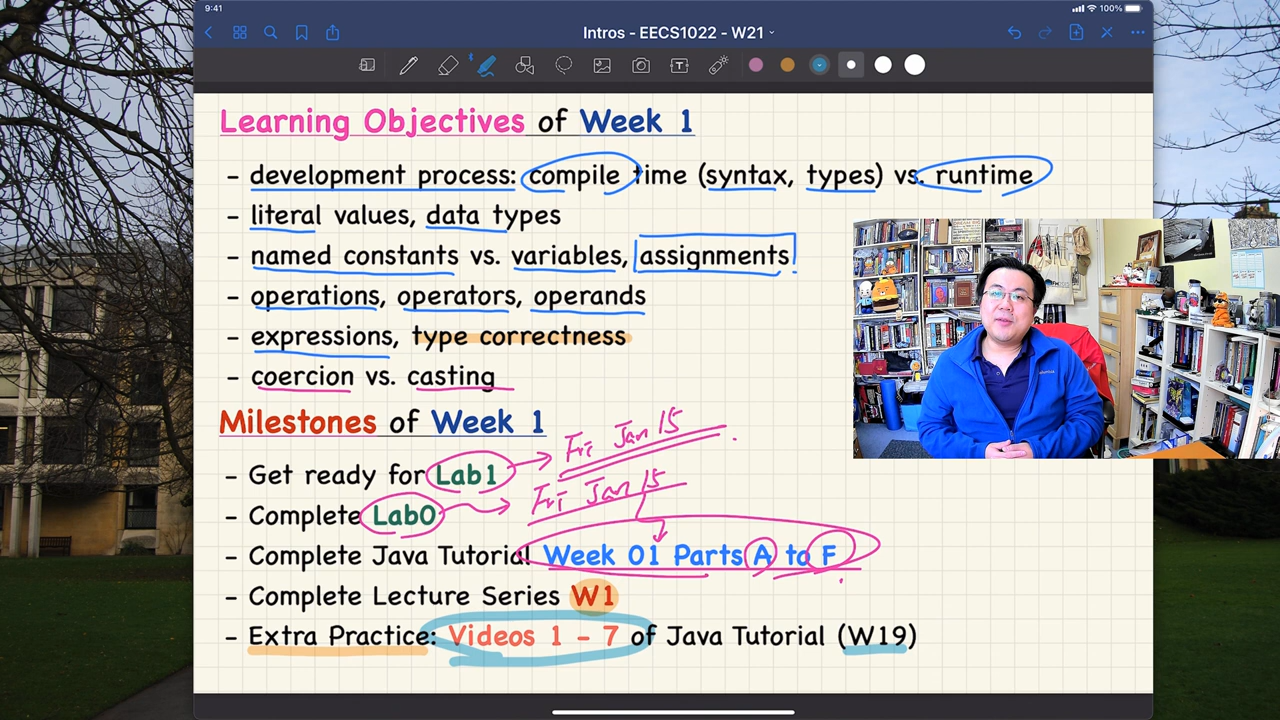 9:41
100%
Intros - EECS1022 - W21
Learning Objectives of Week 1
- development process: compile time (syntax, types) vs. runtime
- literal values, data types
- named constants vs. variables, assignments
- operations, operators, operands
- expressions, type correctness
- coercion vs. casting
Milestones of Week 1
- Get ready for Lab1 → Fri Jan 15.
- Complete Lab0 → Fri Jan 15
- Complete Java Tutorial Week 01 Parts A to F
- Complete Lecture Series W1
- Extra Practice: Videos 1 - 7 of Java Tutorial (W19)